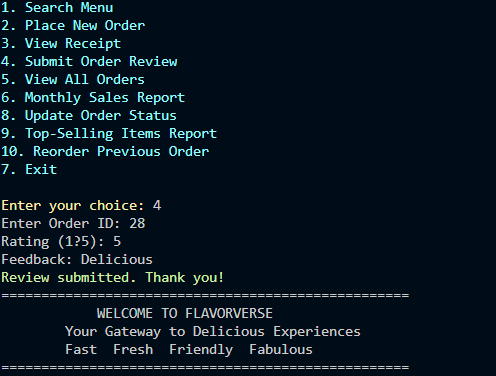 1. Search Menu
2. Place New Order
3. View Receipt
4. Submit Order Review
5. View All Orders
6. Monthly Sales Report
8. Update Order Status
9. Top-Selling Items Report
10. Reorder Previous Order
7. Exit
Enter your choice: 4
Enter Order ID: 28
Rating (1?5): 5
Feedback: Delicious
Review submitted. Thank you!
===================================================
WELCOME TO FLAVORVERSE
Your Gateway to Delicious Experiences
Fast  Fresh  Friendly  Fabulous
===================================================